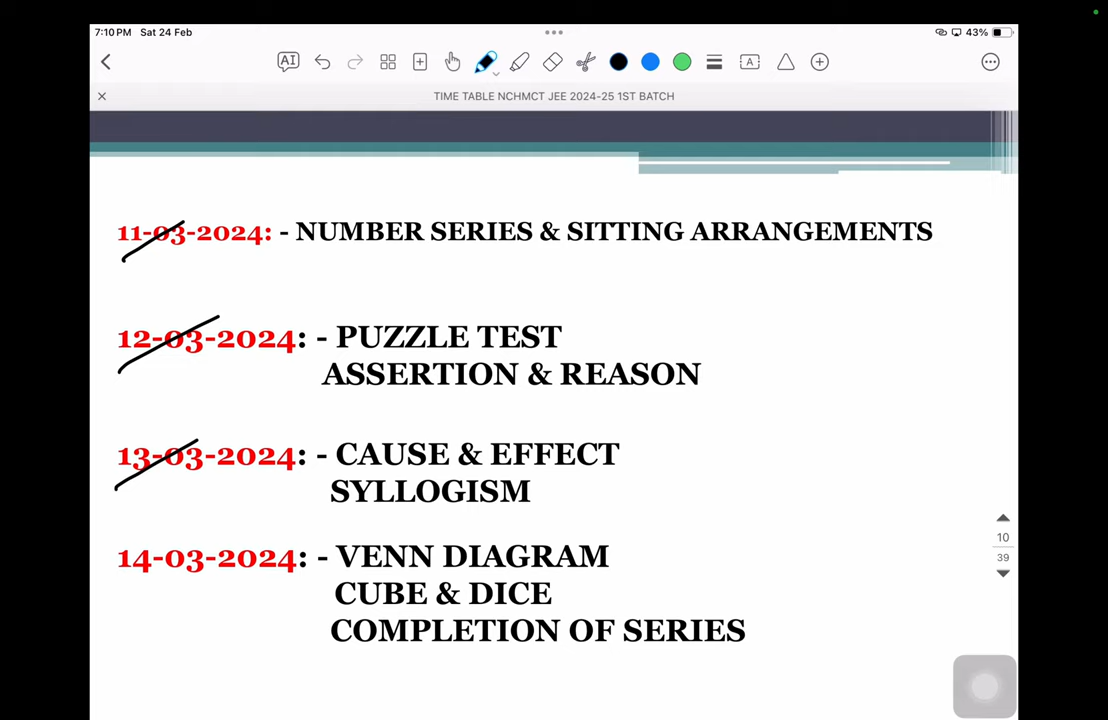 7:10 PM Sat 24 Feb
43%
AI
A
TIME TABLE NCHMCT JEE 2024-25 1ST BATCH
11-03-2024: - NUMBER SERIES & SITTING ARRANGEMENTS
12-03-2024: - PUZZLE TEST
ASSERTION & REASON
13-03-2024: - CAUSE & EFFECT
SYLLOGISM
14-03-2024: - VENN DIAGRAM
CUBE & DICE
COMPLETION OF SERIES
10
39